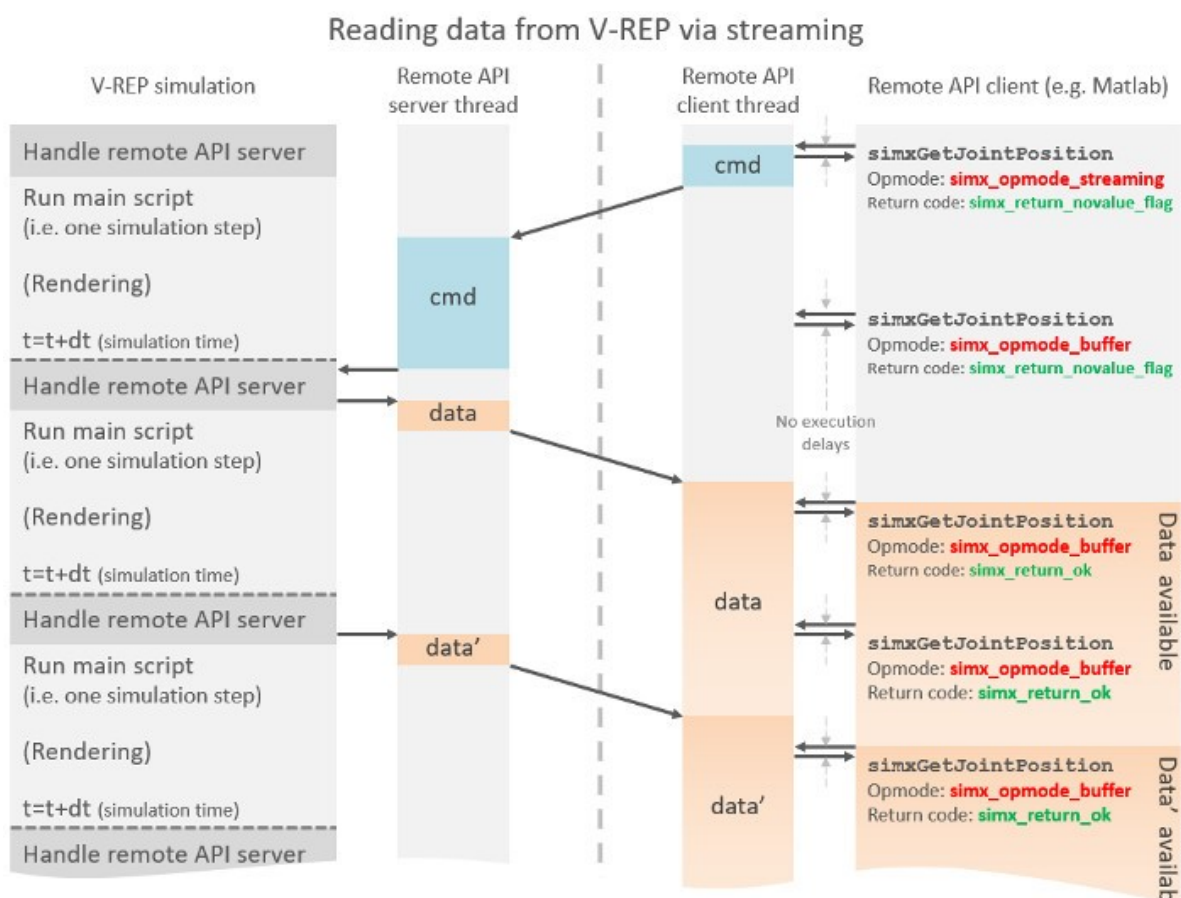 Reading data from V-REP via streaming
V-REP simulation
Remote API
server thread
Remote API
client thread
Remote API client (e.g. Matlab)
Handle remote API server
Run main script
(i.e. one simulation step)
(Rendering)
t=t+dt (simulation time)
Handle remote API server
Run main script
(i.e. one simulation step)
(Rendering)
t=t+dt (simulation time)
Handle remote API server
Run main script
(i.e. one simulation step)
(Rendering)
t=t+dt (simulation time)
Handle remote API server
cmd
data
data’
cmd
data
data’
No execution
delays
simxGetJointPosition
Opmode: simx_opmode_streaming
Return code: simx_return_novalue_flag
simxGetJointPosition
Opmode: simx_opmode_buffer
Return code: simx_return_novalue_flag
simxGetJointPosition
Opmode: simx_opmode_buffer
Return code: simx_return_ok
simxGetJointPosition
Opmode: simx_opmode_buffer
Return code: simx_return_ok
simxGetJointPosition
Opmode: simx_opmode_buffer
Return code: simx_return_ok
Data available
Data’ availab